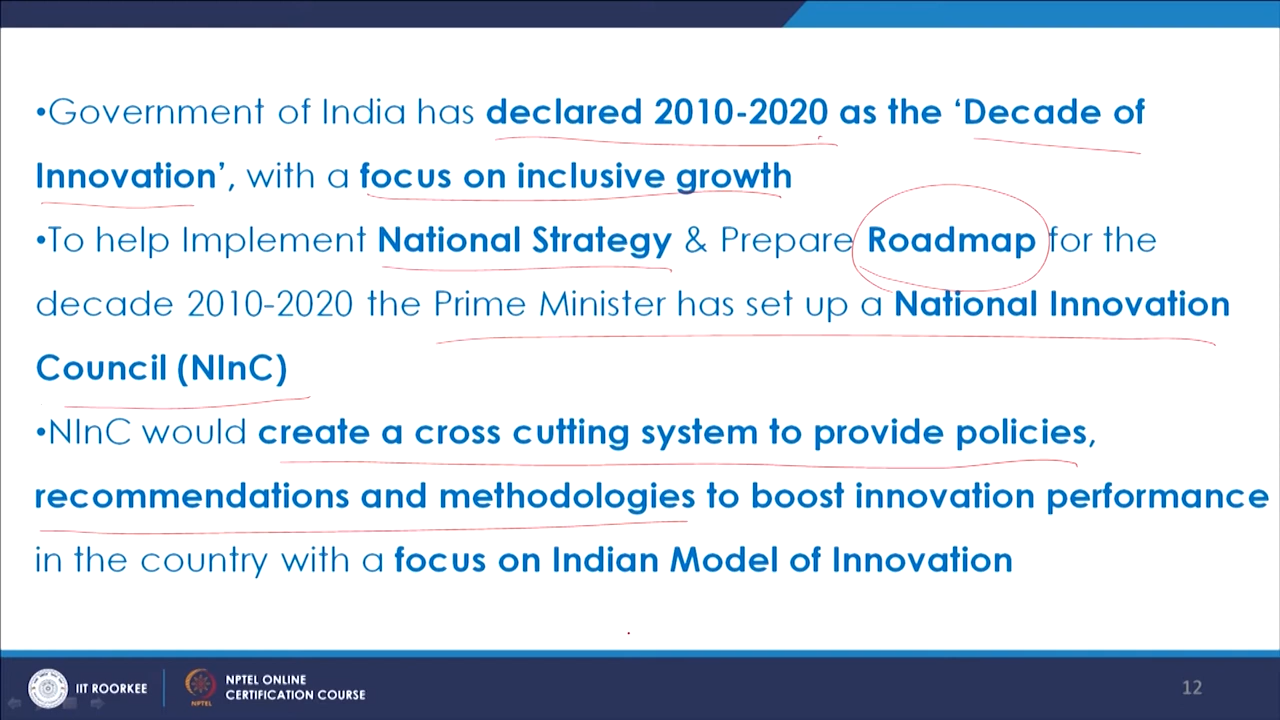 •Government of India has declared 2010-2020 as the ‘Decade of
Innovation’, with a focus on inclusive growth
•To help Implement National Strategy & Prepare Roadmap for the
decade 2010-2020 the Prime Minister has set up a National Innovation
Council (NInC)
•NInC would create a cross cutting system to provide policies,
recommendations and methodologies to boost innovation performance
in the country with a focus on Indian Model of Innovation
IIT ROORKEE
NPTEL
NPTEL ONLINE
CERTIFICATION COURSE
12